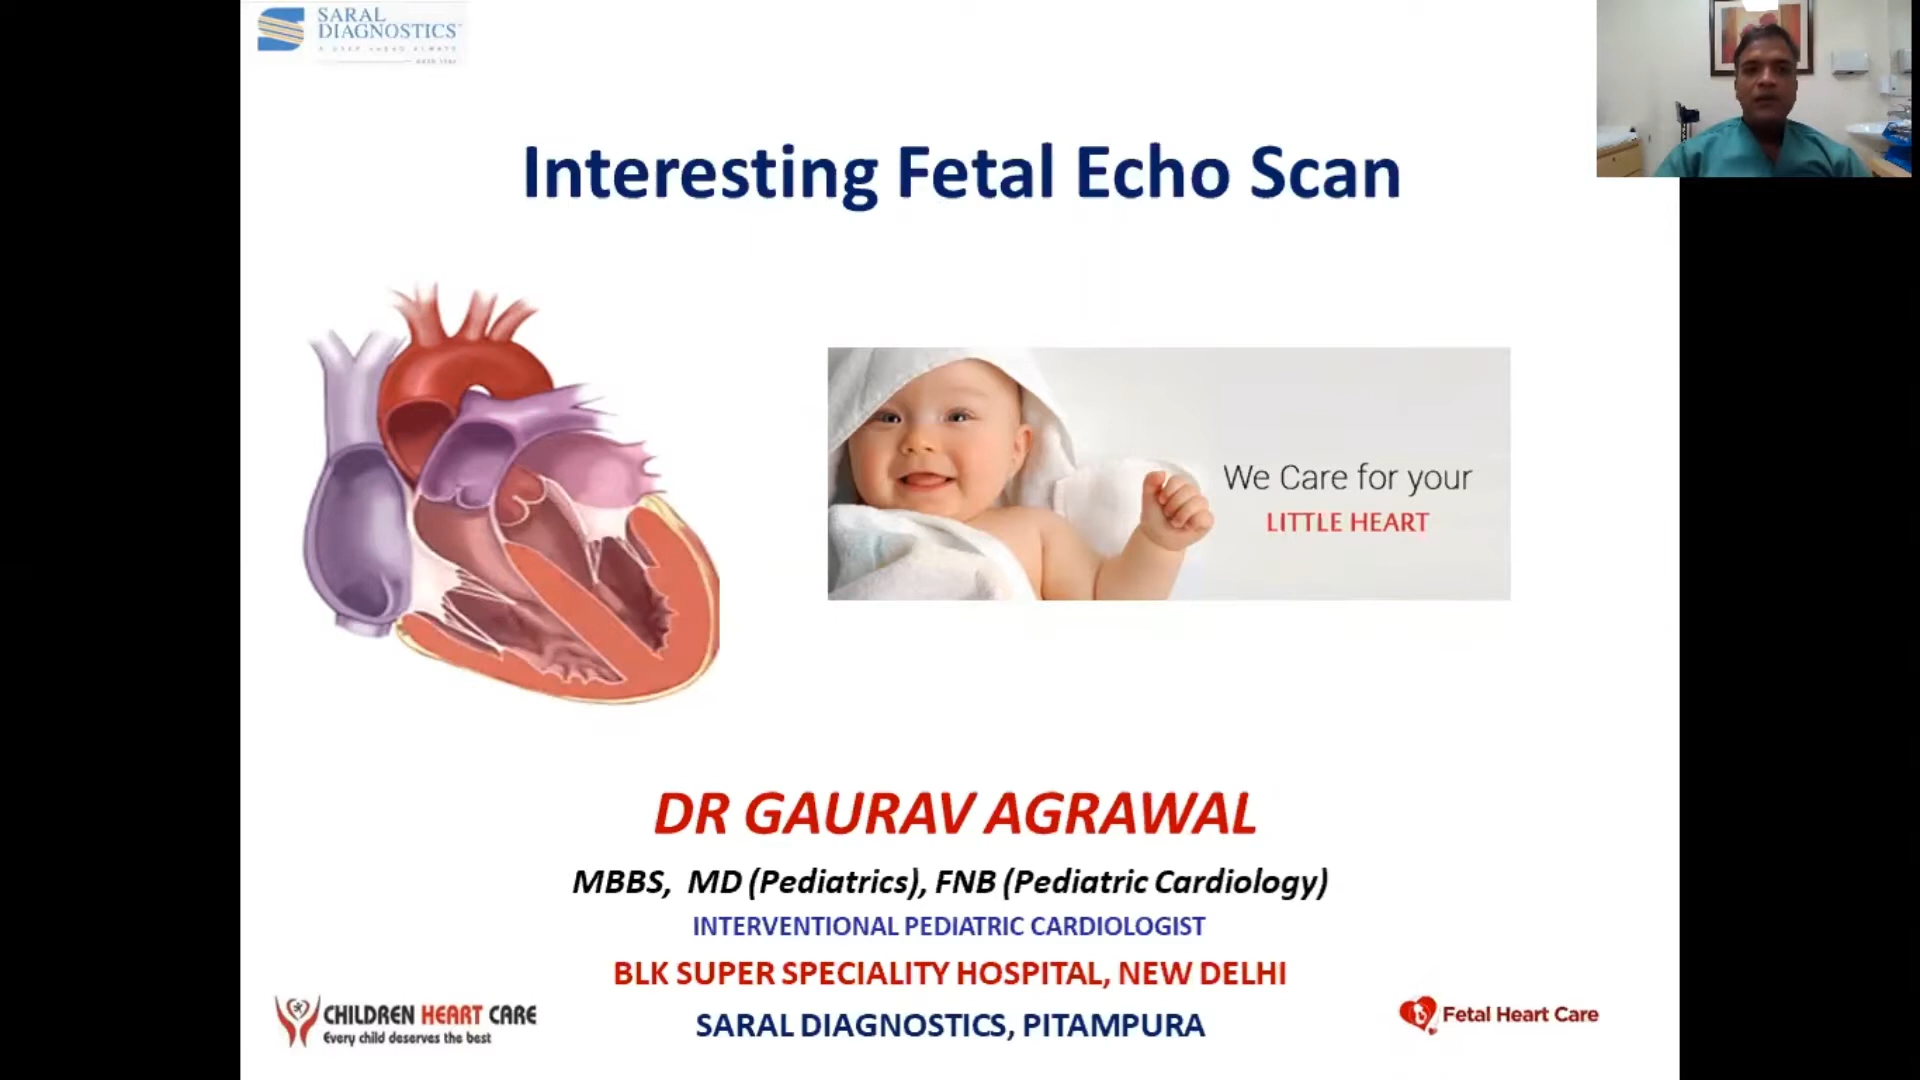 SARAL
DIAGNOSTICS
A STEP AHEAD ALWAYS
Interesting Fetal Echo Scan
We Care for your
LITTLE HEART
DR GAURAV AGRAWAL
MBBS, MD (Pediatrics), FNB (Pediatric Cardiology)
INTERVENTIONAL PEDIATRIC CARDIOLOGIST
BLK SUPER SPECIALITY HOSPITAL, NEW DELHI
SARAL DIAGNOSTICS, PITAMPURA
CHILDREN HEART CARE
Every child deserves the best
Fetal Heart Care